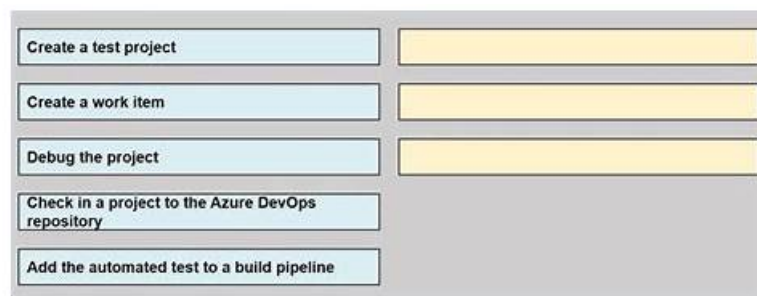 Create a test project
Create a work item
Debug the project
Check in a project to the Azure DevOps
repository
Add the automated test to a build pipeline